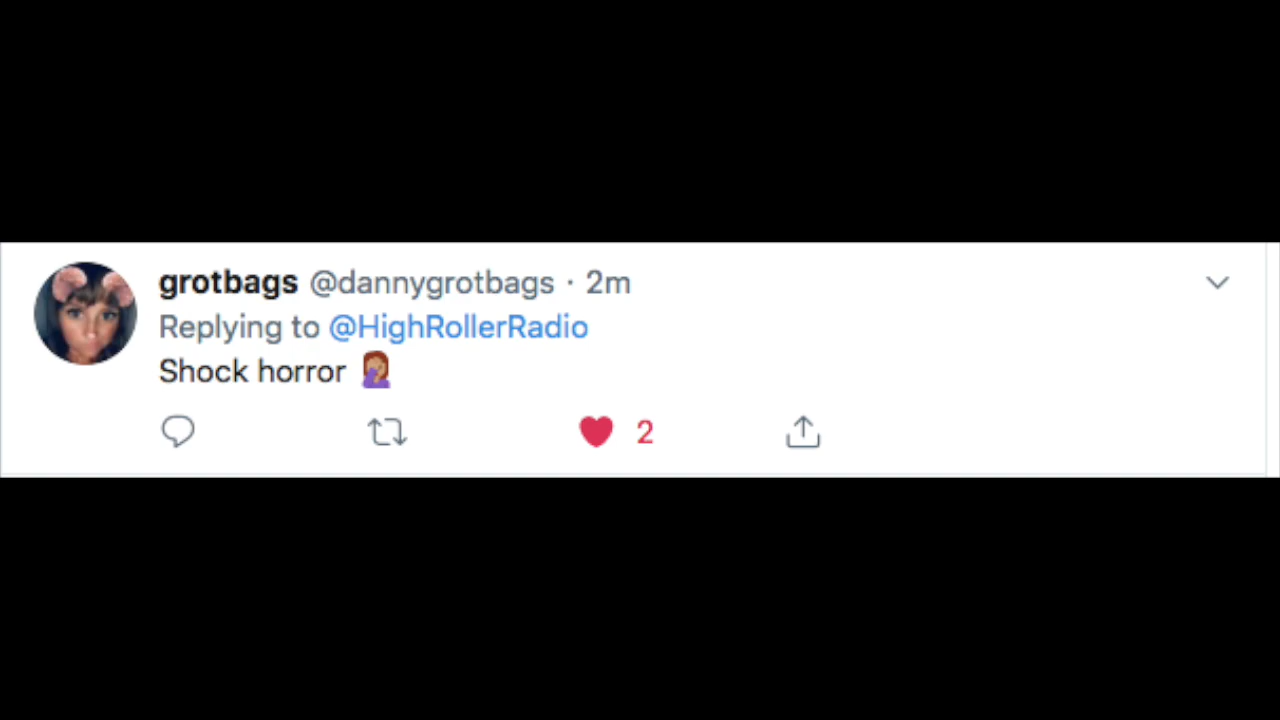 grotbags @dannygrotbags · 2m
Replying to @HighRollerRadio
Shock horror 🤦🏽‍♀️
2